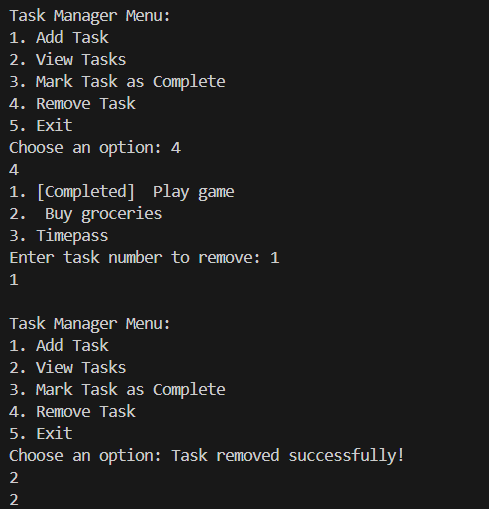 Task Manager Menu:
1. Add Task
2. View Tasks
3. Mark Task as Complete
4. Remove Task
5. Exit
Choose an option: 4
4
1. [Completed]  Play game
2.  Buy groceries
3. Timepass
Enter task number to remove: 1
1

Task Manager Menu:
1. Add Task
2. View Tasks
3. Mark Task as Complete
4. Remove Task
5. Exit
Choose an option: Task removed successfully!
2
2